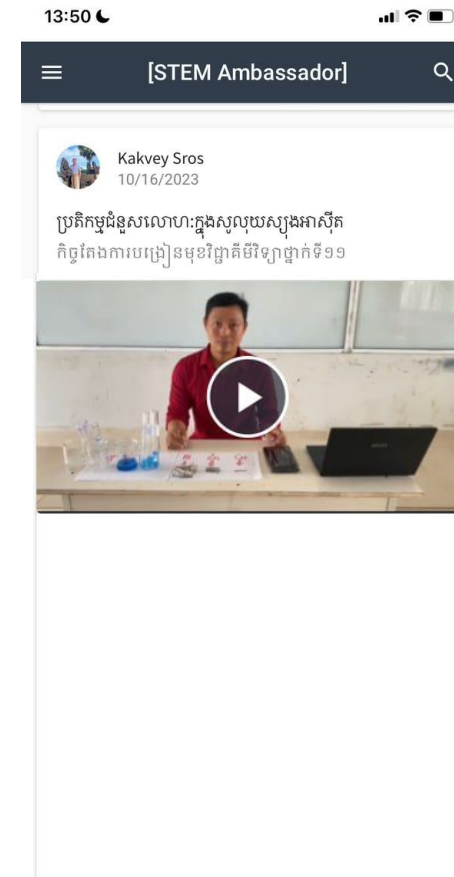 13:50
[STEM Ambassador]
Kakvey Sros
10/16/2023
ប្រតិកម្មជំនួសលោហ:ក្នុងសូលុយស្យុងអាស៊ីត
កិច្ចតែងការបង្រៀនមុខវិជ្ជាគីមីវិទ្យាថ្នាក់ទី១១